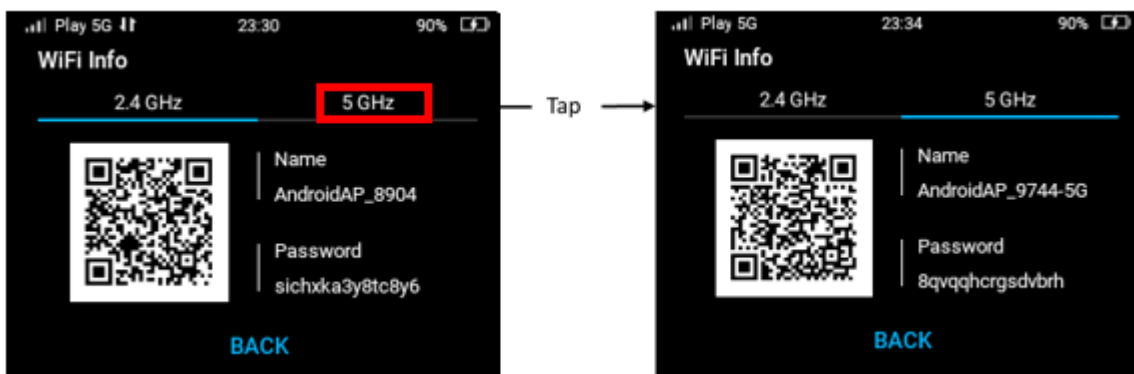 Play 5G 23:30 90%
WiFi Info
2.4 GHz 5 GHz
Name
AndroidAP_8904
Password
sichxka3y8tc8y6
BACK
Tap
Play 5G 23:34 90%
WiFi Info
2.4 GHz 5 GHz
Name
AndroidAP_9744-5G
Password
8qvqqhcrgsdvbrh
BACK